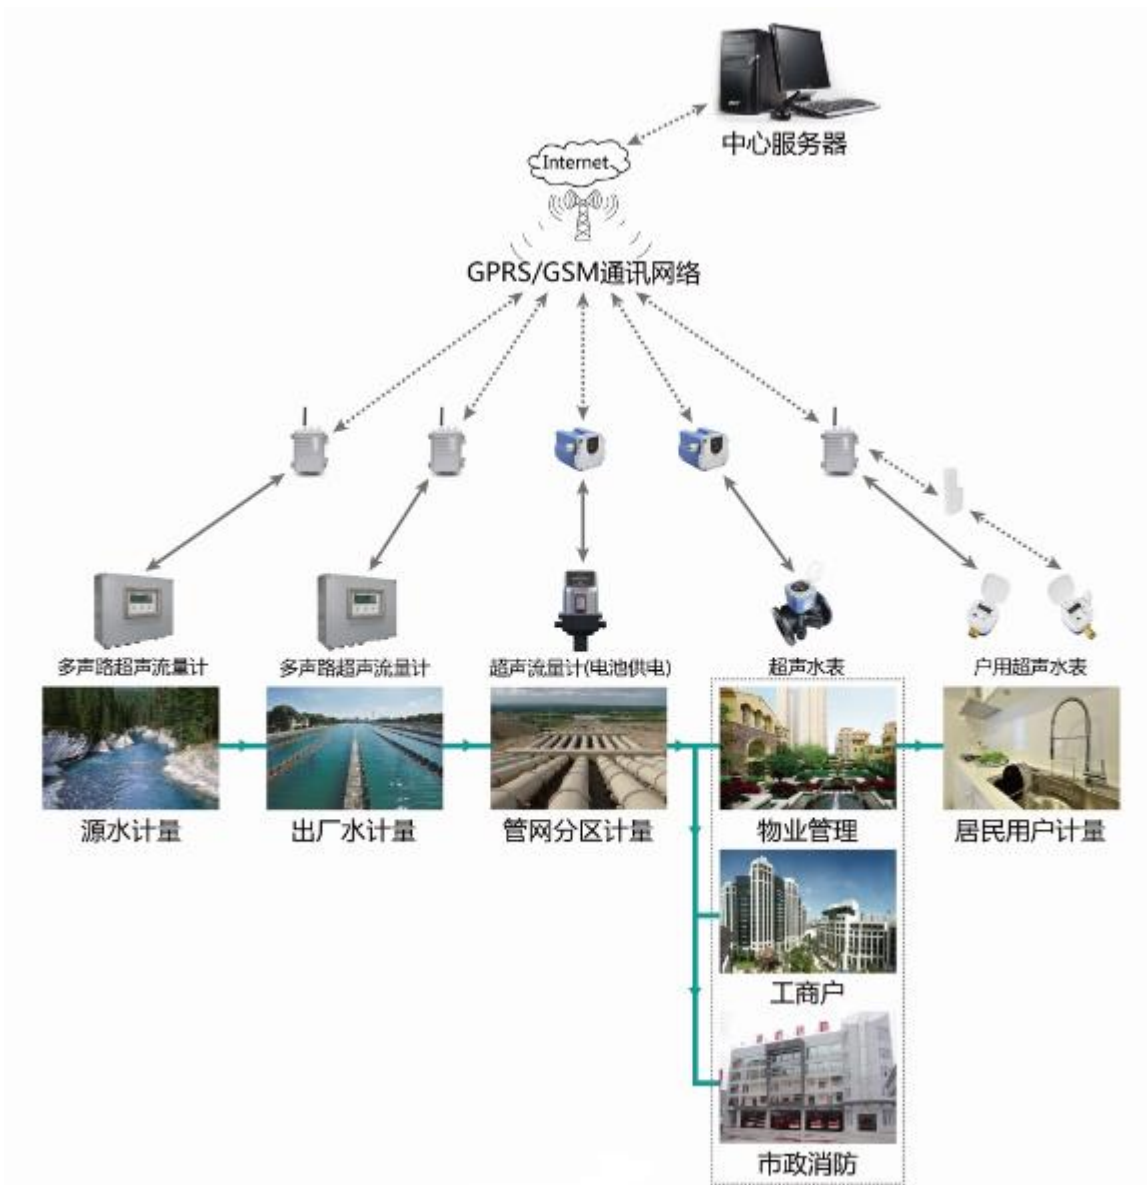 中心服务器
Internet
GPRS/GSM通讯网络
多声路超声流量计
多声路超声流量计
超声流量计(电池供电)
超声水表
户用超声水表
源水计量
出厂水计量
管网分区计量
物业管理
居民用户计量
工商户
市政消防